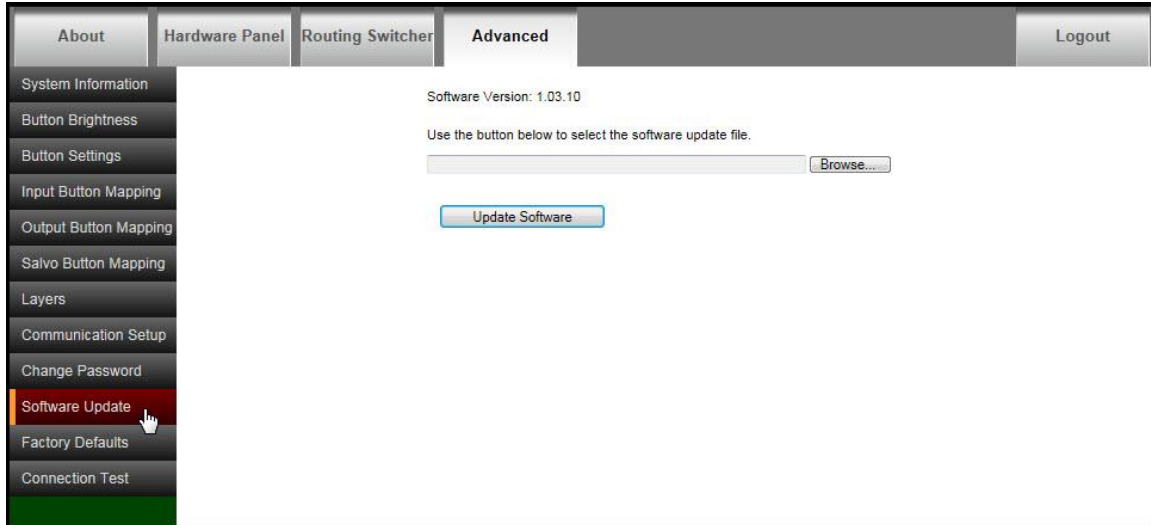 About
Hardware Panel
Routing Switcher
Advanced
Logout
System Information
Button Brightness
Button Settings
Input Button Mapping
Output Button Mapping
Salvo Button Mapping
Layers
Communication Setup
Change Password
Software Update
Factory Defaults
Connection Test
Software Version: 1.03.10
Use the button below to select the software update file.
Browse...
Update Software